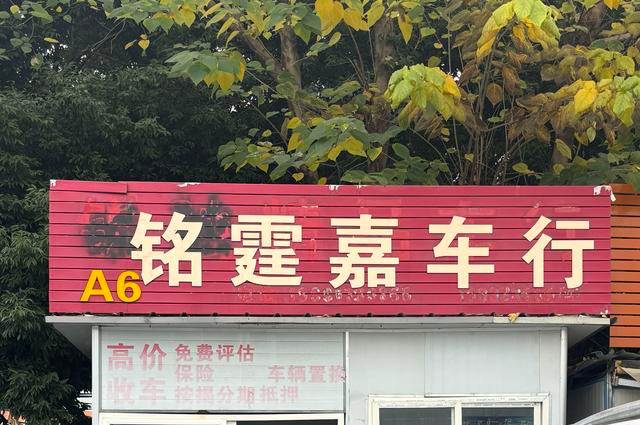 铭霆嘉车行
A6
高价 免费评估
保险 车辆置换
收车 按揭分期 抵押